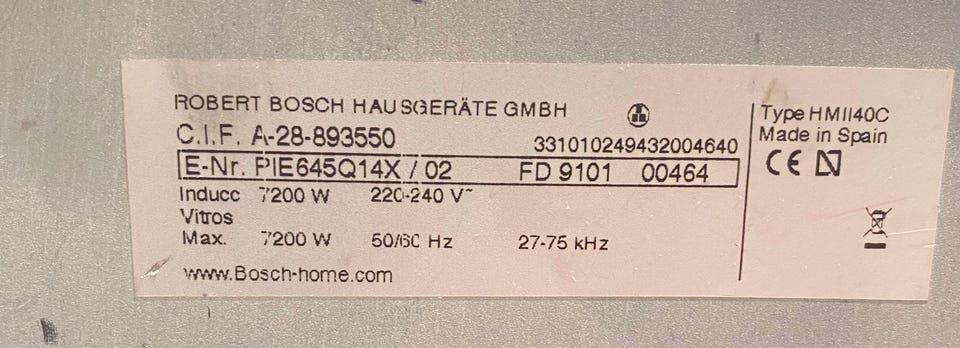 ROBERT BOSCH HAUSGERÄTE GMBH
C.I.F. A-28-893550
331010249432004640
E-Nr. PIE645Q14X / 02 FD 9101 00464
Inducc 7200 W 220-240 V~
Vitros
Max. 7200 W 50/60 Hz 27-75 kHz
www.Bosch-home.com
Type HMII40C
Made in Spain
CE N